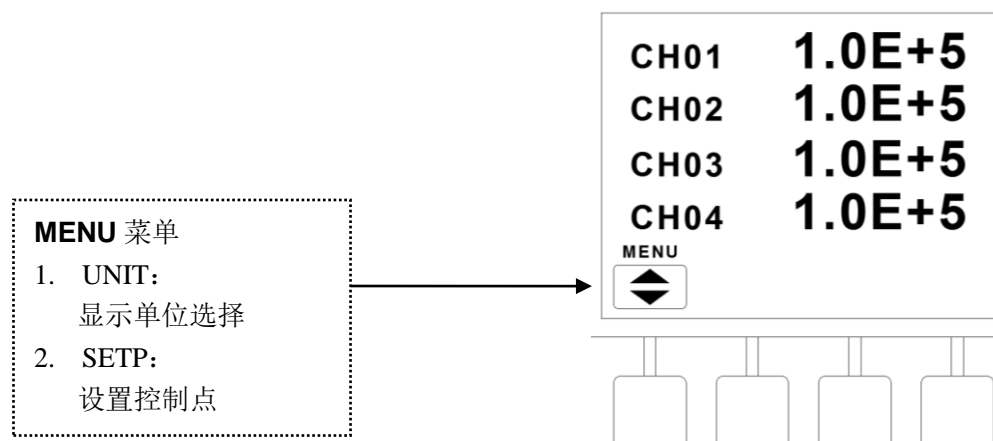 MENU 菜单
1. UNIT：
显示单位选择
2. SETP：
设置控制点
CH01 1.0E+5
CH02 1.0E+5
CH03 1.0E+5
CH04 1.0E+5
MENU